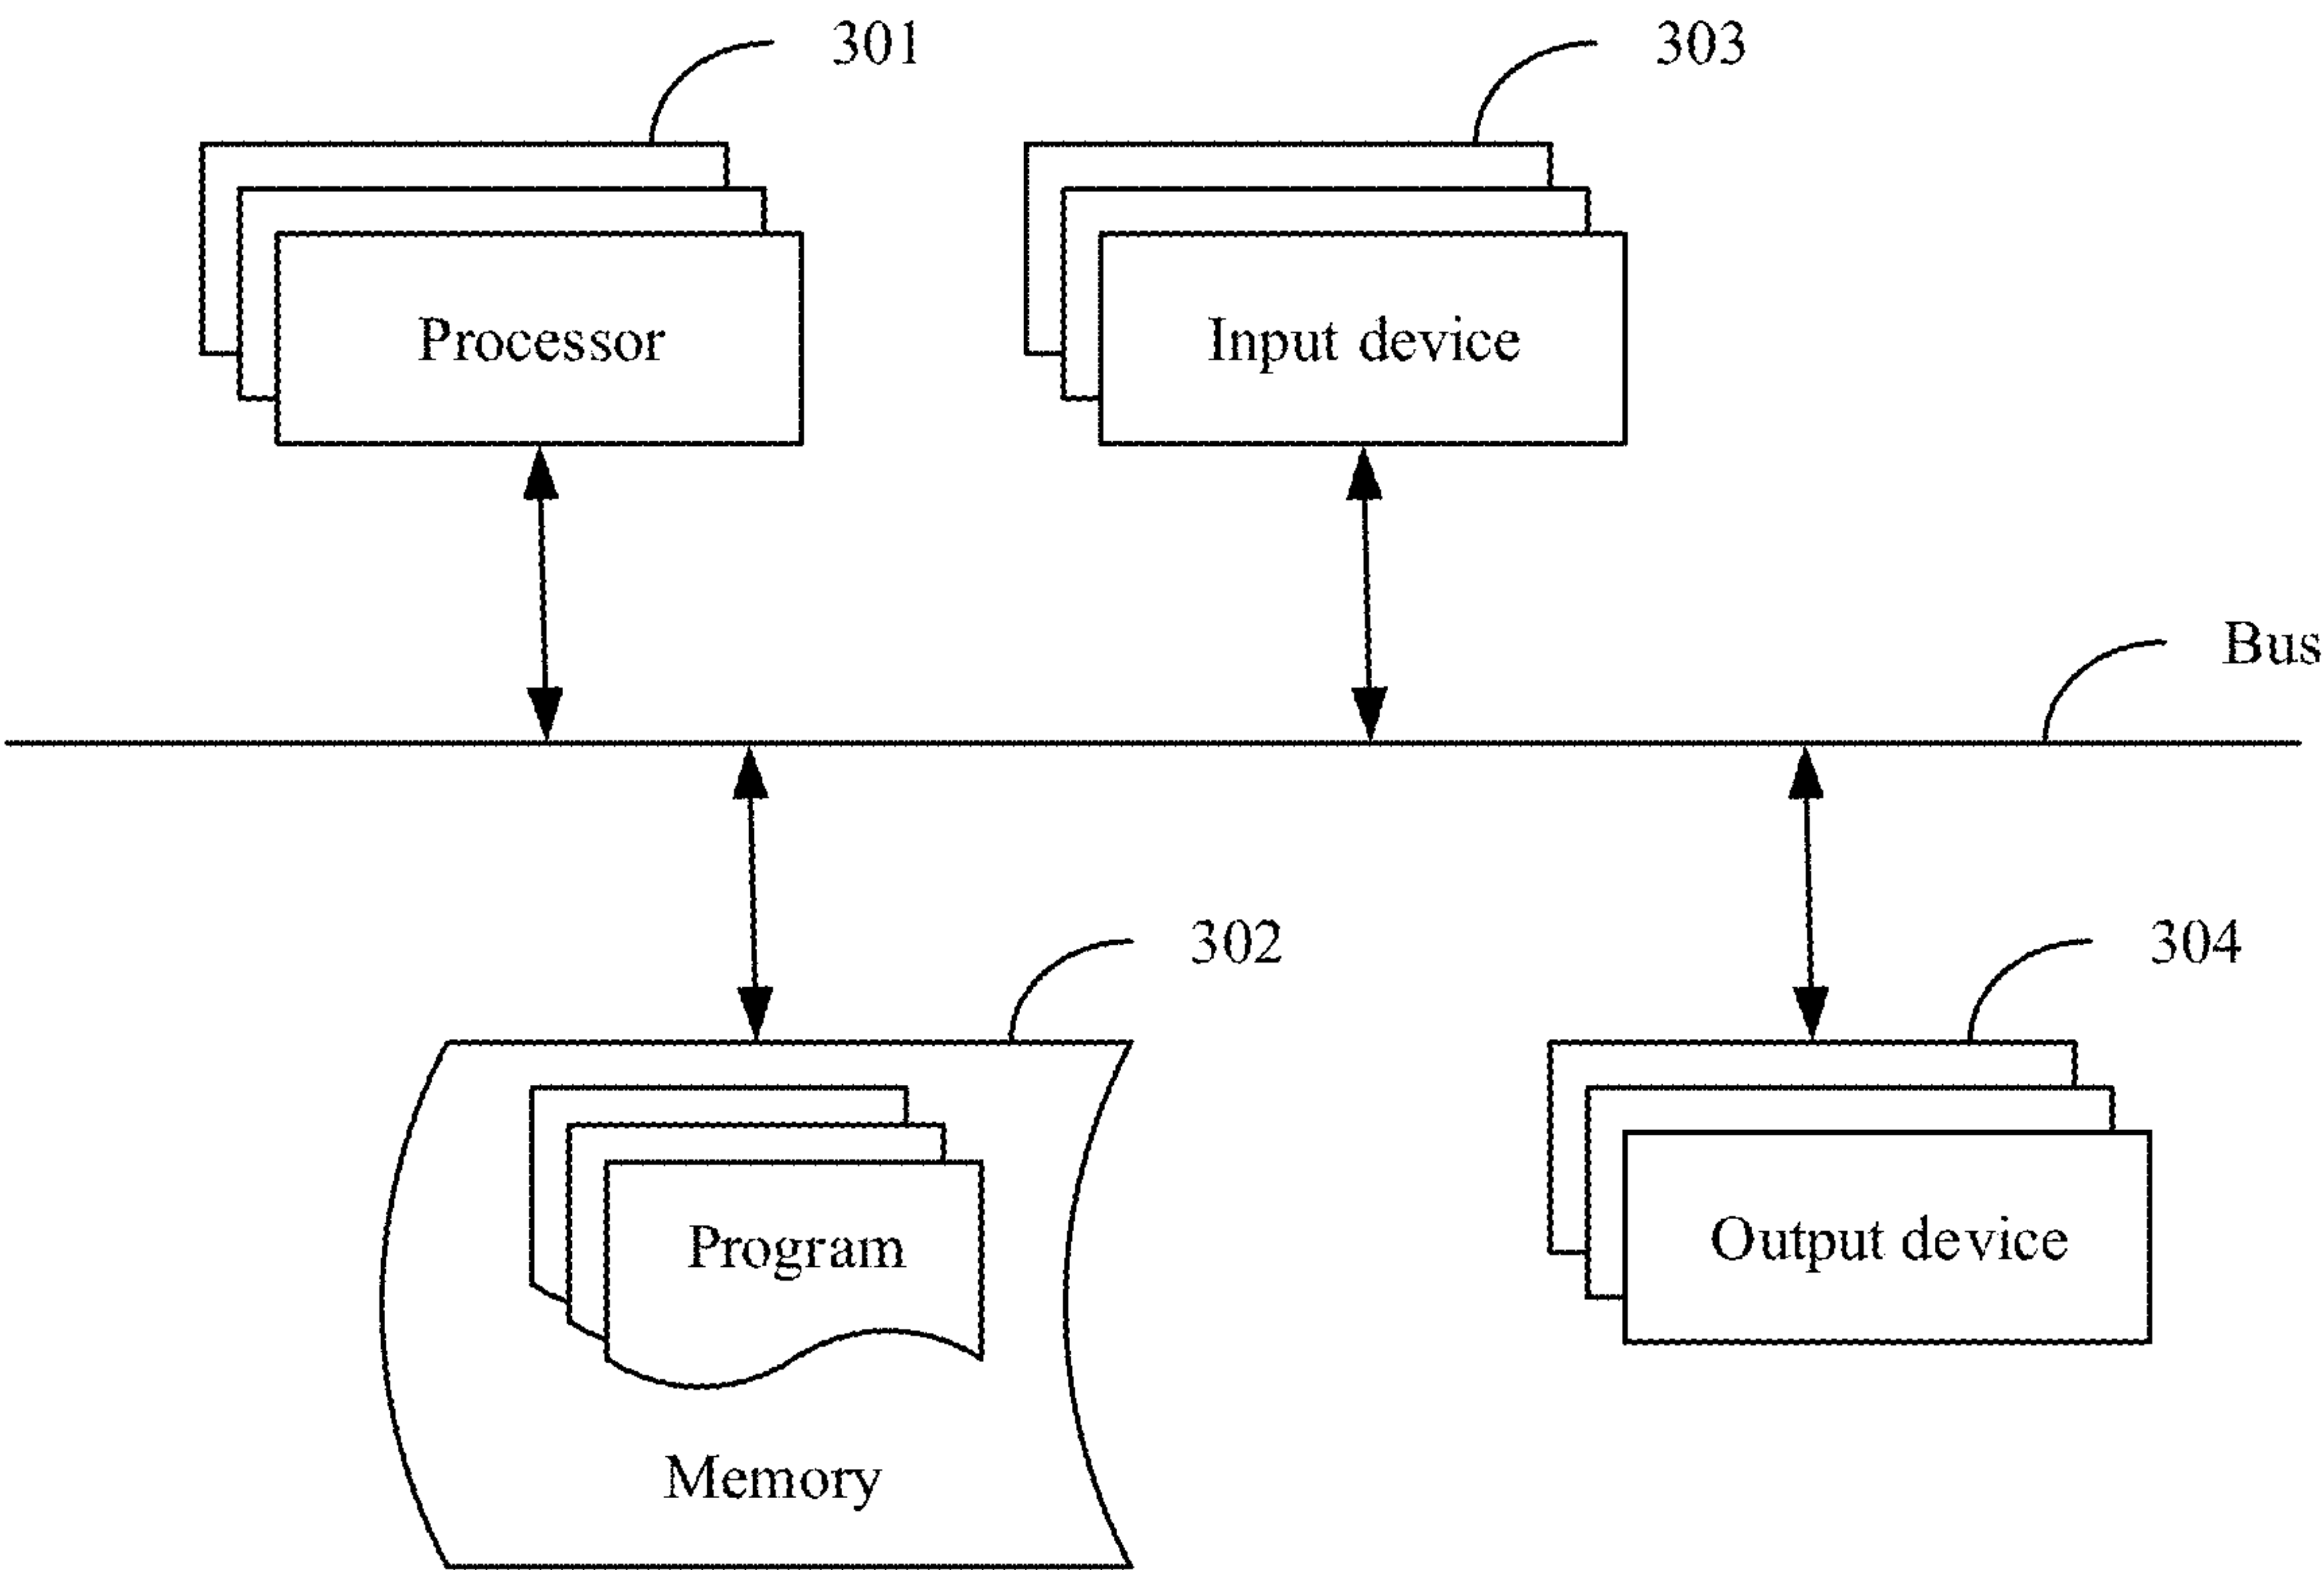 301
303
Processor
Input device
Bus
302
304
Program
Output device
Memory